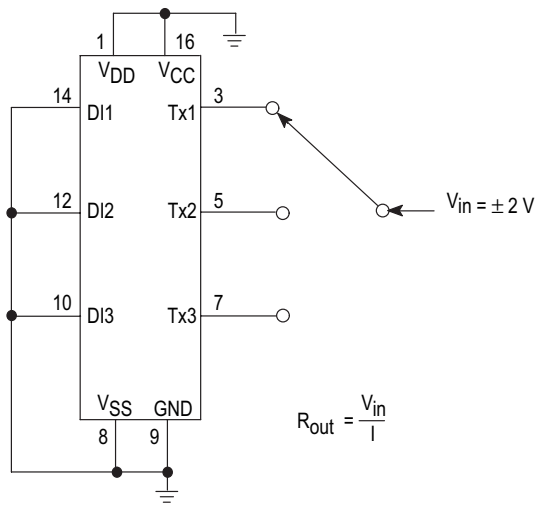 1 16
VDD VCC
14 DI1 Tx1 3
12 DI2 Tx2 5
Vin = ± 2 V
10 DI3 Tx3 7
VSS GND
8 9
Rout = Vin / I